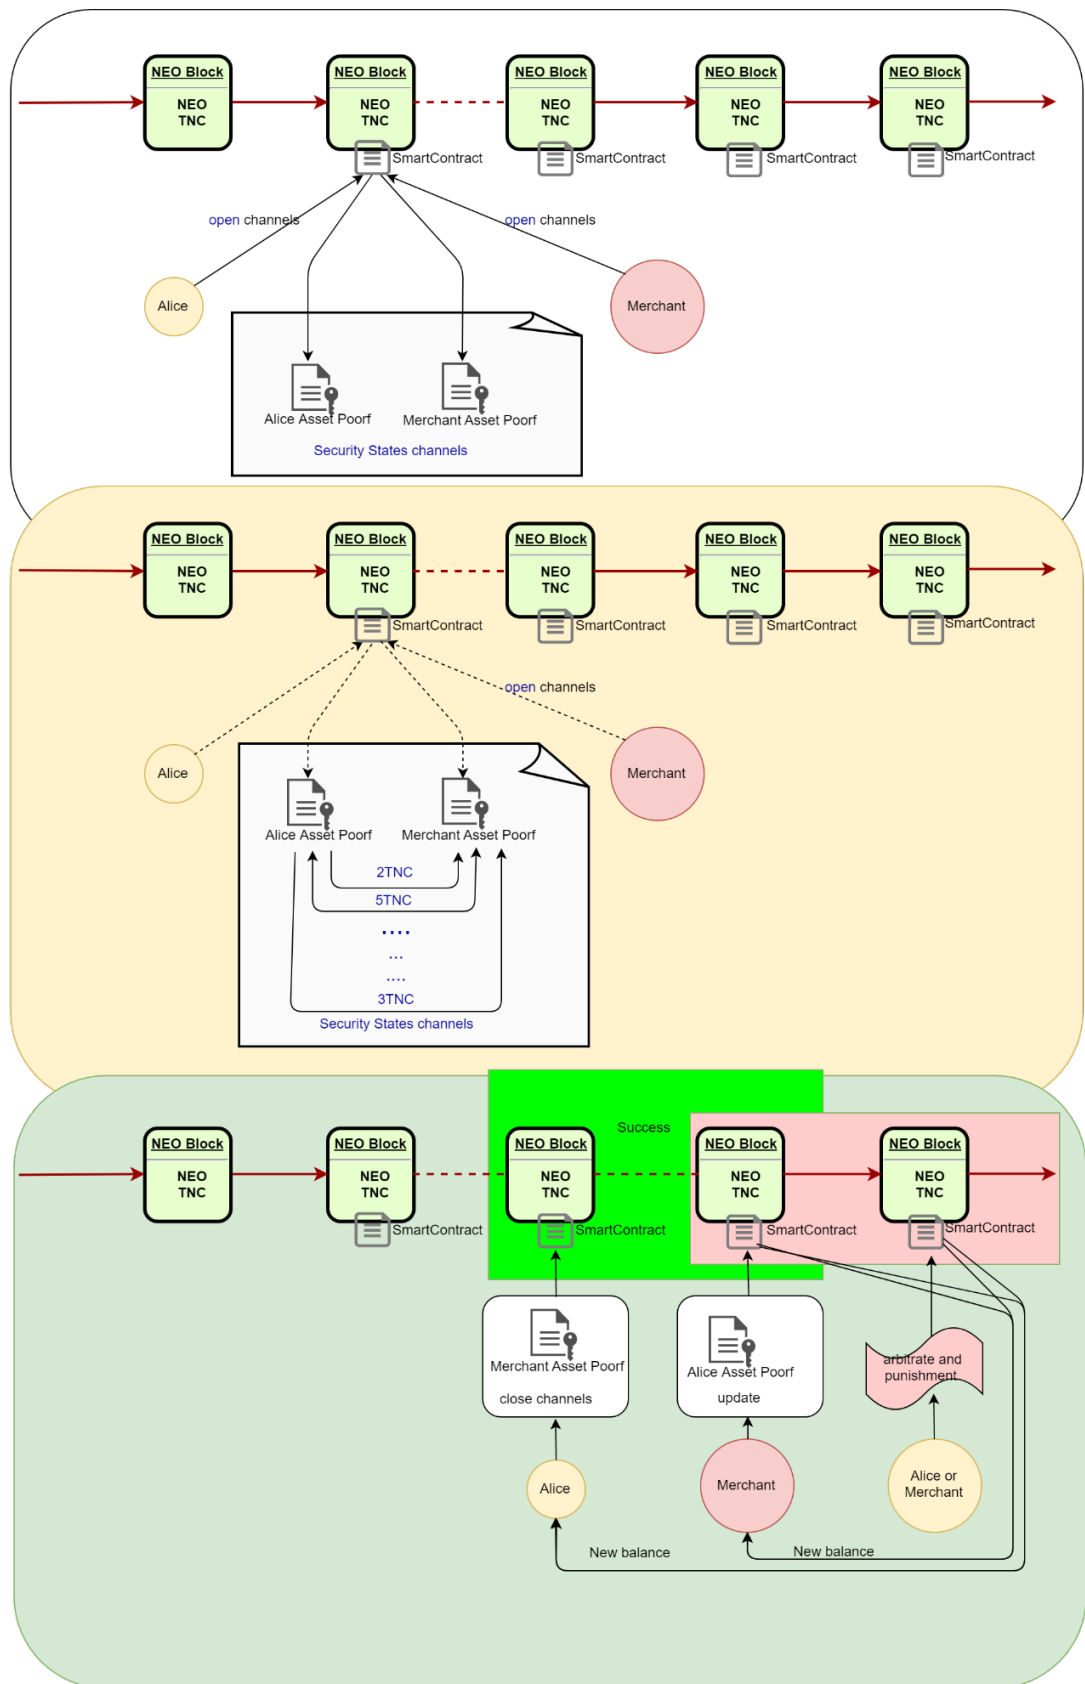 NEO Block
NEO
TNC
NEO Block
NEO
TNC
NEO Block
NEO
TNC
NEO Block
NEO
TNC
NEO Block
NEO
TNC
SmartContract
SmartContract
SmartContract
SmartContract
open channels
open channels
Alice
Merchant
Alice Asset Poorf
Merchant Asset Poorf
Security States channels
NEO Block
NEO
TNC
NEO Block
NEO
TNC
NEO Block
NEO
TNC
NEO Block
NEO
TNC
NEO Block
NEO
TNC
SmartContract
SmartContract
SmartContract
SmartContract
open channels
Alice
Merchant
Alice Asset Poorf
Merchant Asset Poorf
2TNC
5TNC
....
...
....
3TNC
Security States channels
Success
NEO Block
NEO
TNC
NEO Block
NEO
TNC
NEO Block
NEO
TNC
NEO Block
NEO
TNC
NEO Block
NEO
TNC
SmartContract
SmartContract
SmartContract
SmartContract
Merchant Asset Poorf
close channels
Alice Asset Poorf
update
arbitrate and
punishment
Alice
Merchant
Alice or
Merchant
New balance
New balance